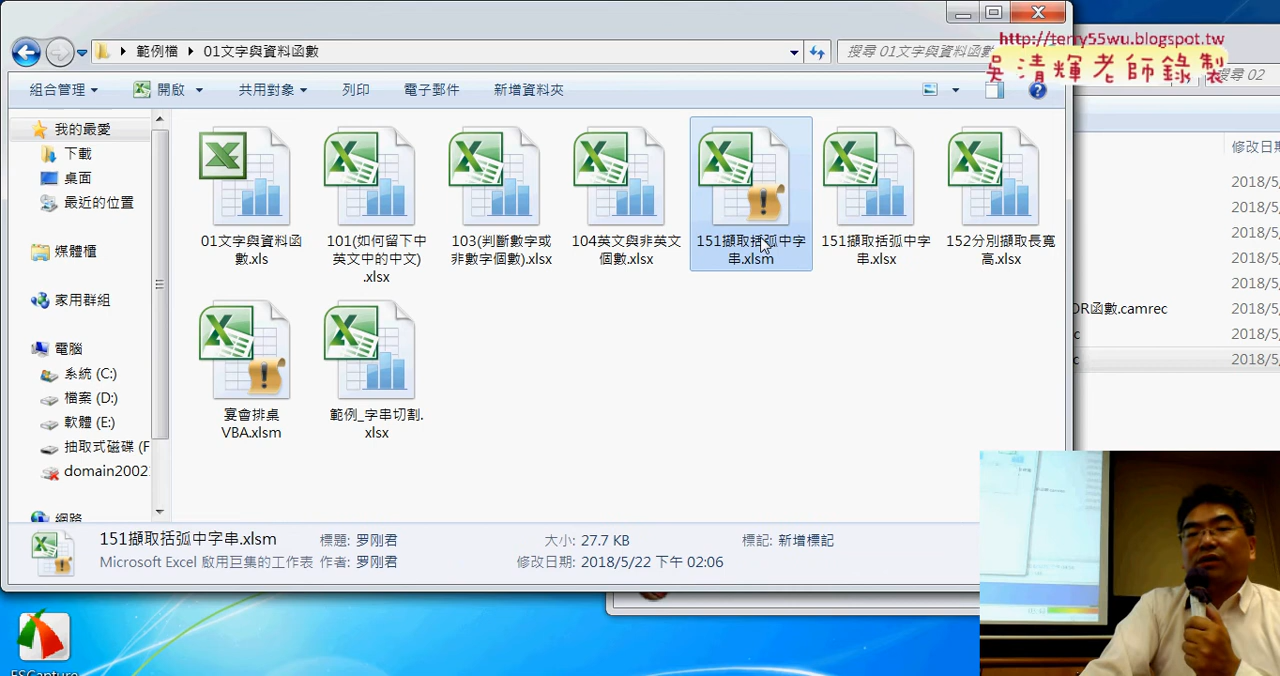 http://terry55wu.blogspot.tw
吳清輝老師錄製
範例檔
01文字與資料函數
搜尋 01文字與資料函數
搜尋 02
組合管理
開啟
共用對象
列印
電子郵件
新增資料夾
我的最愛
下載
桌面
最近的位置
媒體櫃
家用群組
電腦
系統 (C:)
檔案 (D:)
軟體 (E:)
抽取式磁碟 (F
domain2002
網路
01文字與資料函
數.xls
101(如何留下中
英文中的中文)
.xlsx
103(判斷數字或
非數字個數).xlsx
104英文與非英文
個數.xlsx
151擷取括弧中字
串.xlsm
151擷取括弧中字
串.xlsx
152分別擷取長寬
高.xlsx
宴會排桌
VBA.xlsm
範例_字串切割.
xlsx
修改日期
2018/5/
2018/5/
2018/5/
2018/5/
2018/5/
OR函數.camrec
2018/5/
c
2018/5/
c
2018/5/
151擷取括弧中字串.xlsm
標題: 罗刚君
大小: 27.7 KB
標記: 新增標記
Microsoft Excel 啟用巨集的工作表
作者: 罗刚君
修改日期: 2018/5/22 下午 02:06
FSCapture